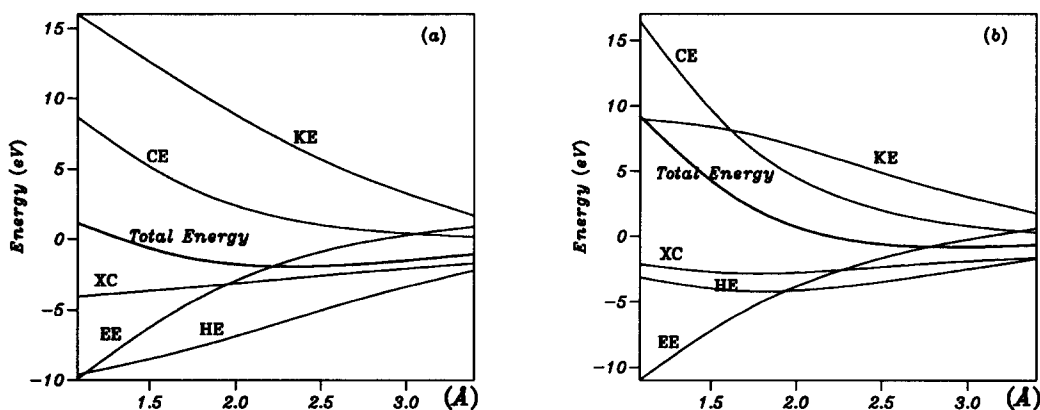 (a)
15
10
5
0
−5
−10
Energy (eV)
KE
CE
Total Energy
XC
EE
HE
1.5 2.0 2.5 3.0 (Å)
(b)
15
10
5
0
−5
−10
Energy (eV)
CE
KE
Total Energy
XC
HE
EE
1.5 2.0 2.5 3.0 (Å)